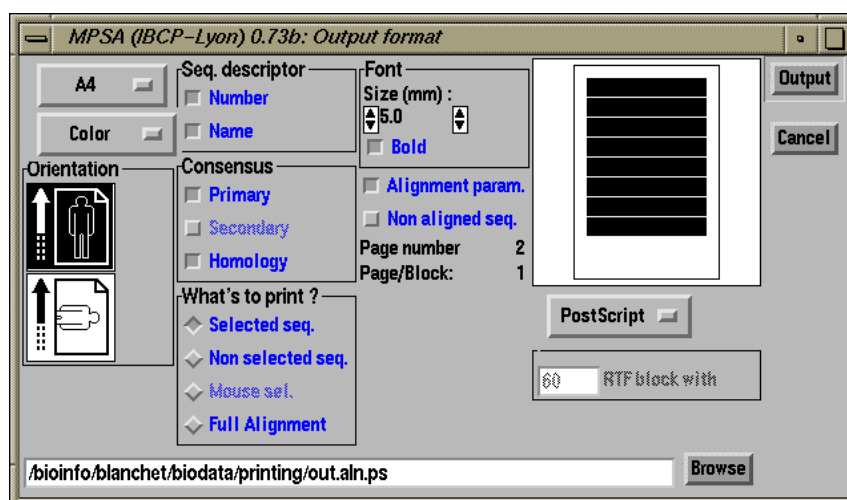 MPSA (IBCP-Lyon) 0.73b: Output format
A4
Color
Orientation
Seq. descriptor
Number
Name
Consensus
Primary
Secondary
Homology
What's to print ?
Selected seq.
Non selected seq.
Mouse sel.
Full Alignment
Font
Size (mm) :
5.0
Bold
Alignment param.
Non aligned seq.
Page number 2
Page/Block: 1
PostScript
60 RTF block with
Output
Cancel
/bioinfo/blanchet/biodata/printing/out.aln.ps
Browse